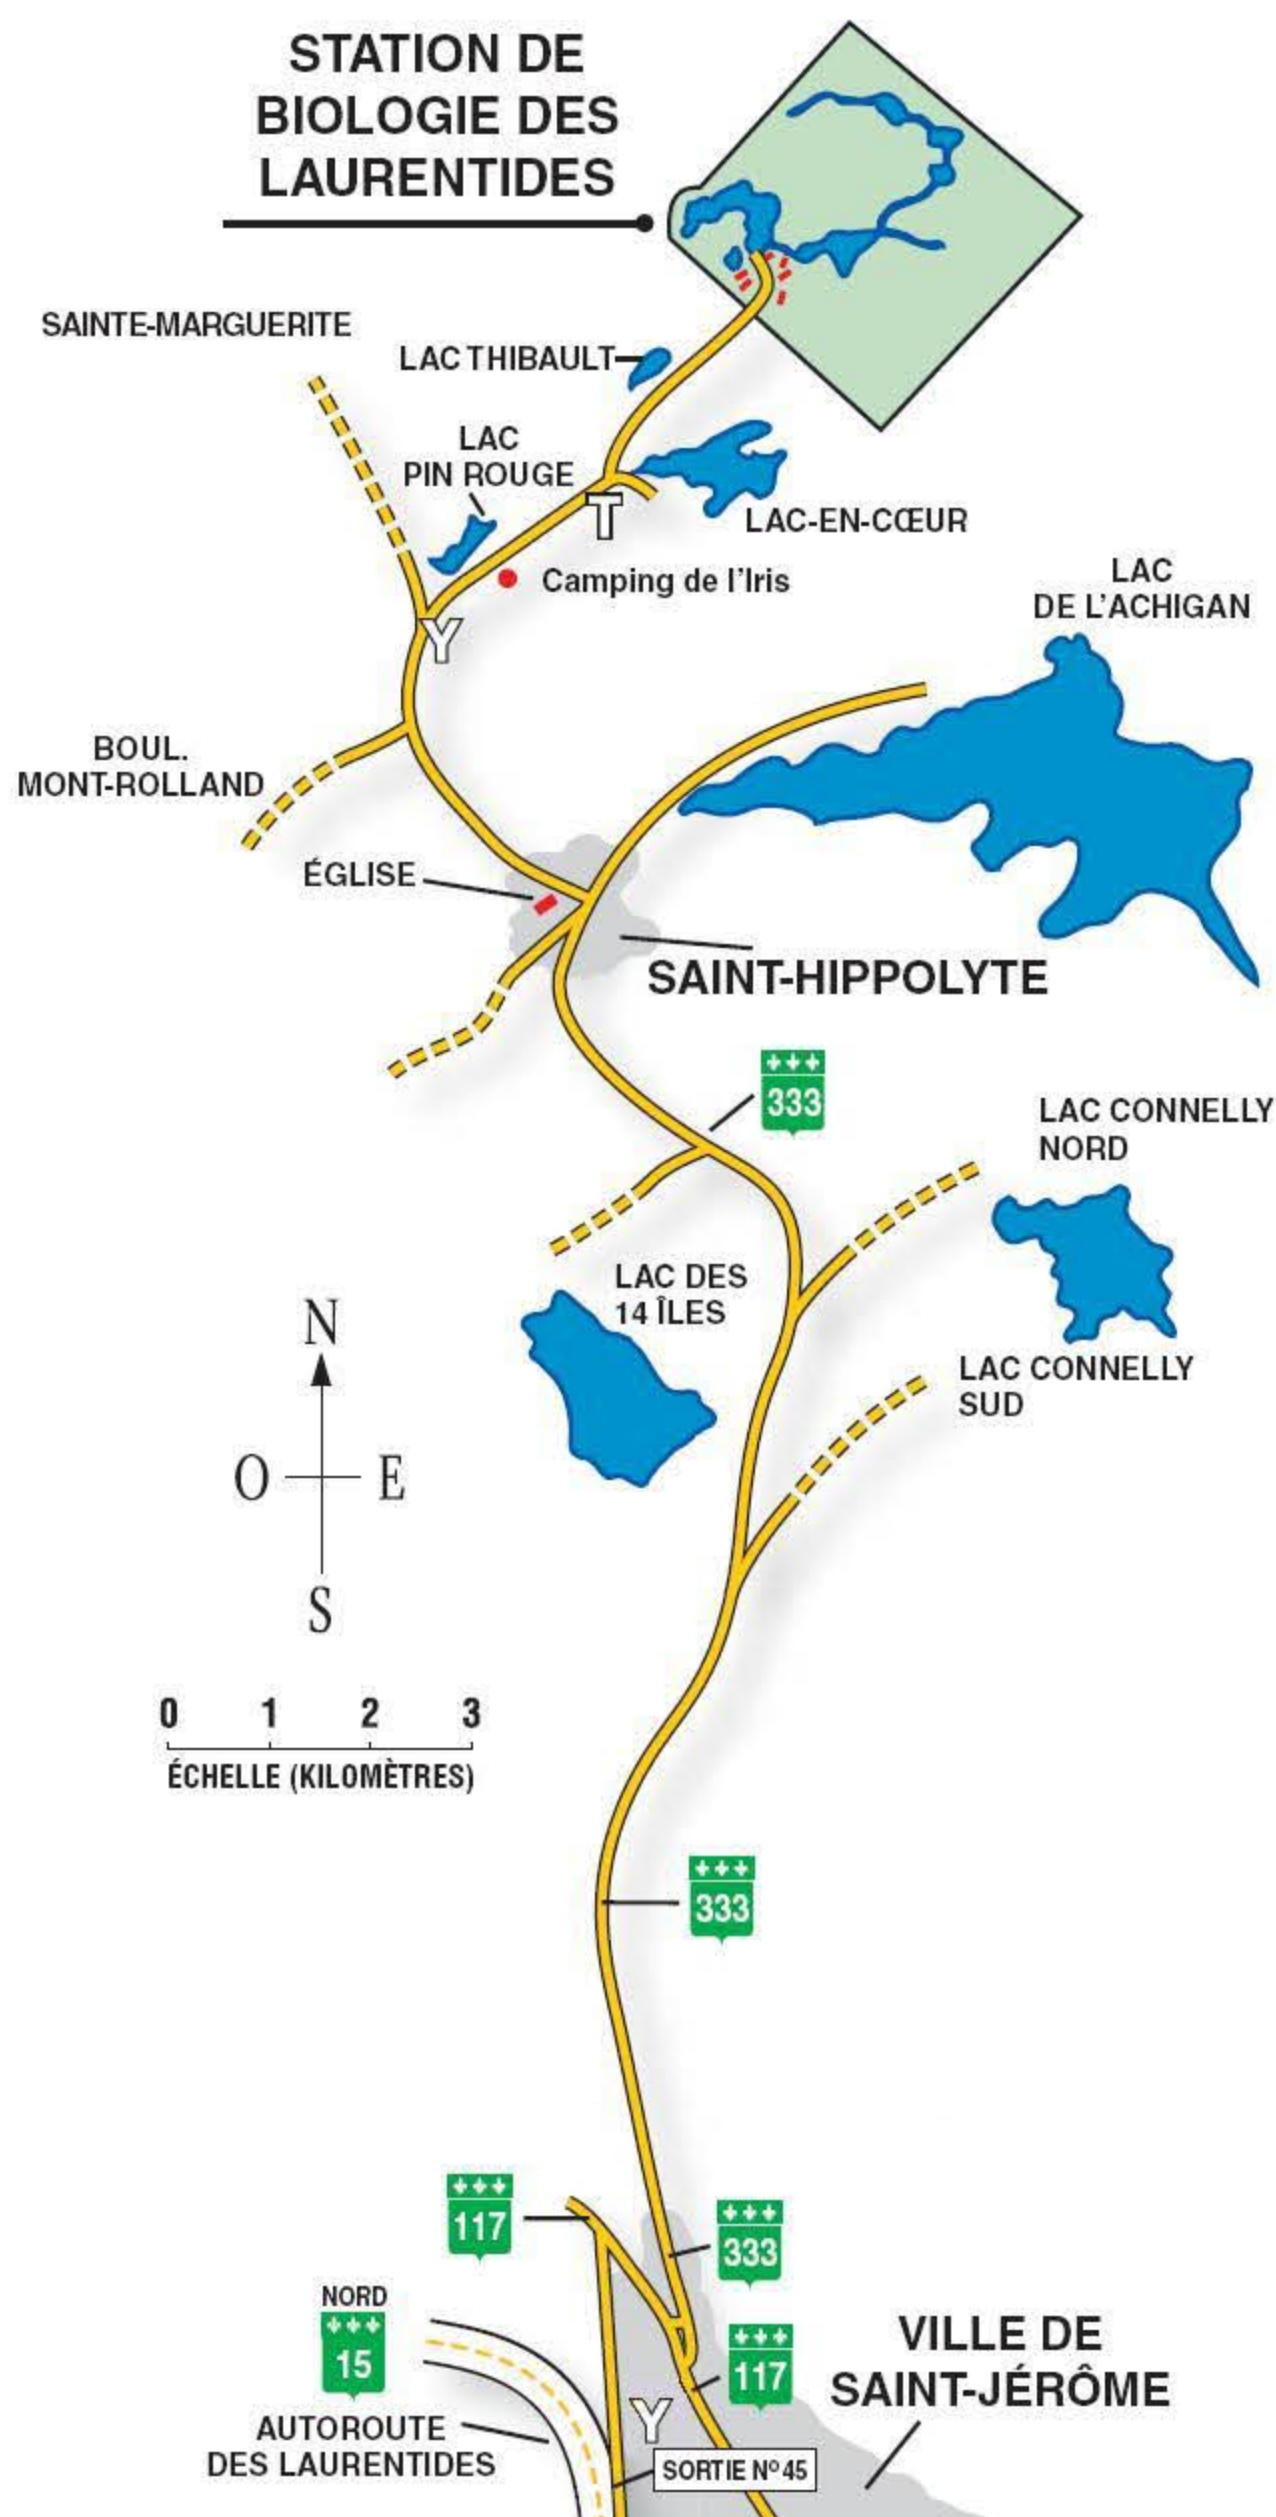 STATION DE
BIOLOGIE DES
LAURENTIDES
SAINTE-MARGUERITE
LAC THIBAULT
LAC
PIN ROUGE
T
LAC-EN-CŒUR
Camping de l'Iris
LAC
DE L'ACHIGAN
Y
BOUL.
MONT-ROLLAND
ÉGLISE
SAINT-HIPPOLYTE
333
LAC CONNELLY
NORD
LAC DES
14 ÎLES
N
LAC CONNELLY
SUD
O E
S
0 1 2 3
ÉCHELLE (KILOMÈTRES)
333
117
333
NORD
15
117
VILLE DE
SAINT-JÉRÔME
Y
AUTOROUTE
DES LAURENTIDES
SORTIE Nº 45